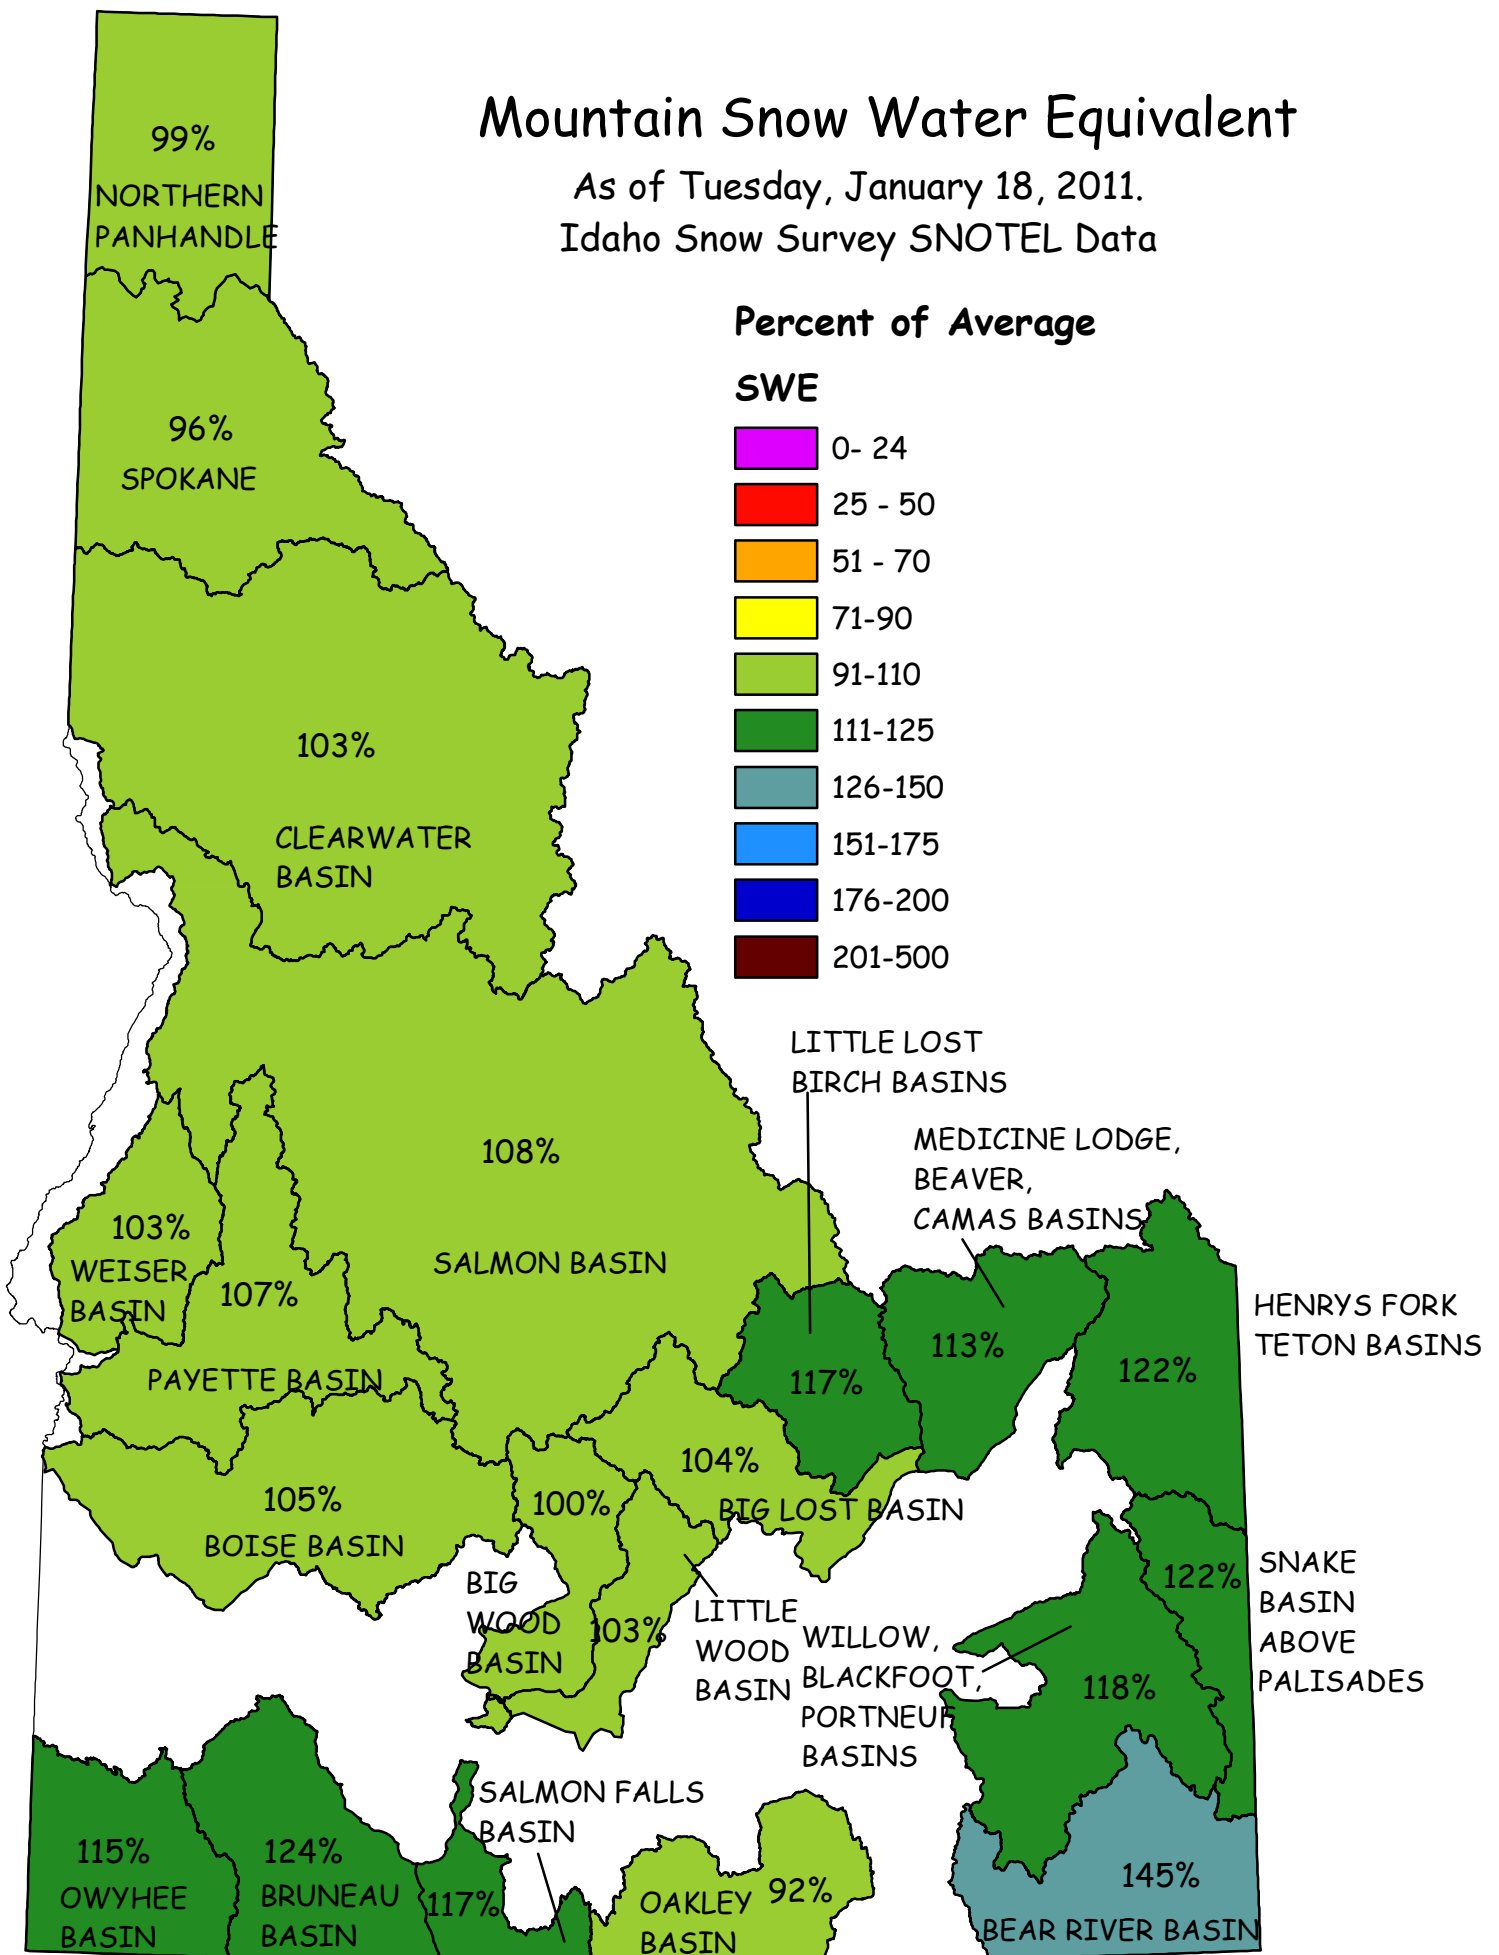 Mountain Snow Water Equivalent
As of Tuesday, January 18, 2011.
Idaho Snow Survey SNOTEL Data
Percent of Average
SWE
0- 24
25 - 50
51 - 70
71-90
91-110
111-125
126-150
151-175
176-200
201-500
99%
NORTHERN
PANHANDLE
96%
SPOKANE
103%
CLEARWATER
BASIN
108%
SALMON BASIN
103%
WEISER
BASIN
107%
PAYETTE BASIN
105%
BOISE BASIN
100%
BIG
WOOD
BASIN
103%
LITTLE
WOOD
BASIN
104%
BIG LOST BASIN
LITTLE LOST
BIRCH BASINS
117%
MEDICINE LODGE,
BEAVER,
CAMAS BASINS
113%
122%
HENRYS FORK
TETON BASINS
122%
SNAKE
BASIN
ABOVE
PALISADES
WILLOW,
BLACKFOOT,
PORTNEUF
BASINS
118%
145%
BEAR RIVER BASIN
115%
OWYHEE
BASIN
124%
BRUNEAU
BASIN
SALMON FALLS
BASIN
117%
OAKLEY
BASIN
92%